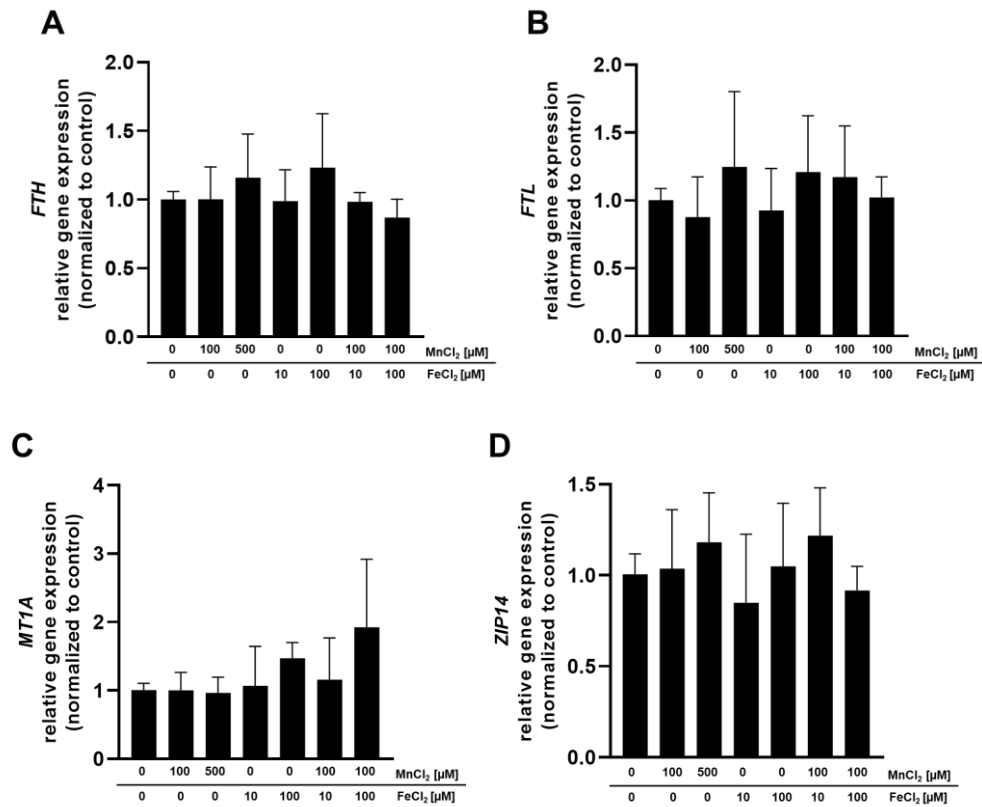 A
FTH
relative gene expression
(normalized to control)
2.0
1.5
1.0
0.5
0.0
0 100 500 0 0 100 100 MnCl₂ [µM]
0 0 0 10 100 10 100 FeCl₂ [µM]
B
FTL
relative gene expression
(normalized to control)
2.0
1.5
1.0
0.5
0.0
0 100 500 0 0 100 100 MnCl₂ [µM]
0 0 0 10 100 10 100 FeCl₂ [µM]
C
MT1A
relative gene expression
(normalized to control)
4
3
2
1
0
0 100 500 0 0 100 100 MnCl₂ [µM]
0 0 0 10 100 10 100 FeCl₂ [µM]
D
ZIP14
relative gene expression
(normalized to control)
1.5
1.0
0.5
0.0
0 100 500 0 0 100 100 MnCl₂ [µM]
0 0 0 10 100 10 100 FeCl₂ [µM]